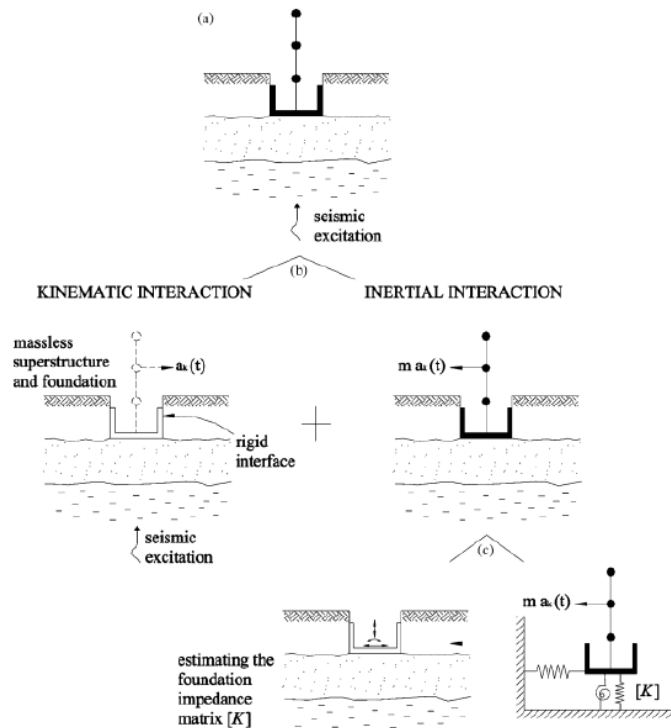 (a)
seismic
excitation
(b)
KINEMATIC INTERACTION
INERTIAL INTERACTION
massless
superstructure
and foundation
aₖ(t)
m aₖ(t)
rigid
interface
seismic
excitation
(c)
m aₖ(t)
estimating the
foundation
impedance
matrix [K]
[K]